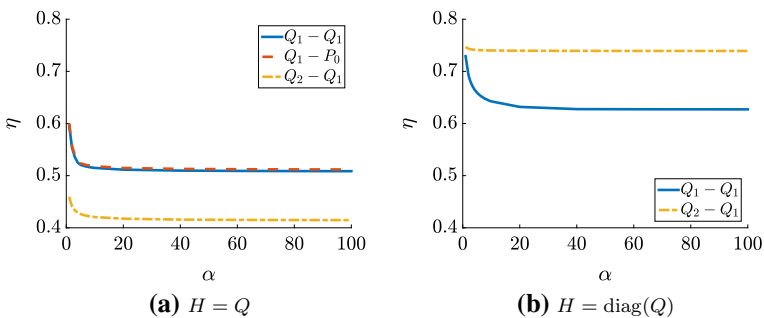 0.8
0.7
0.6
0.5
0.4
η
0 20 40 60 80 100
α
Q₁ − Q₁
Q₁ − P₀
Q₂ − Q₁
(a) H = Q
0.8
0.7
0.6
0.5
0.4
η
0 20 40 60 80 100
α
Q₁ − Q₁
Q₂ − Q₁
(b) H = diag(Q)